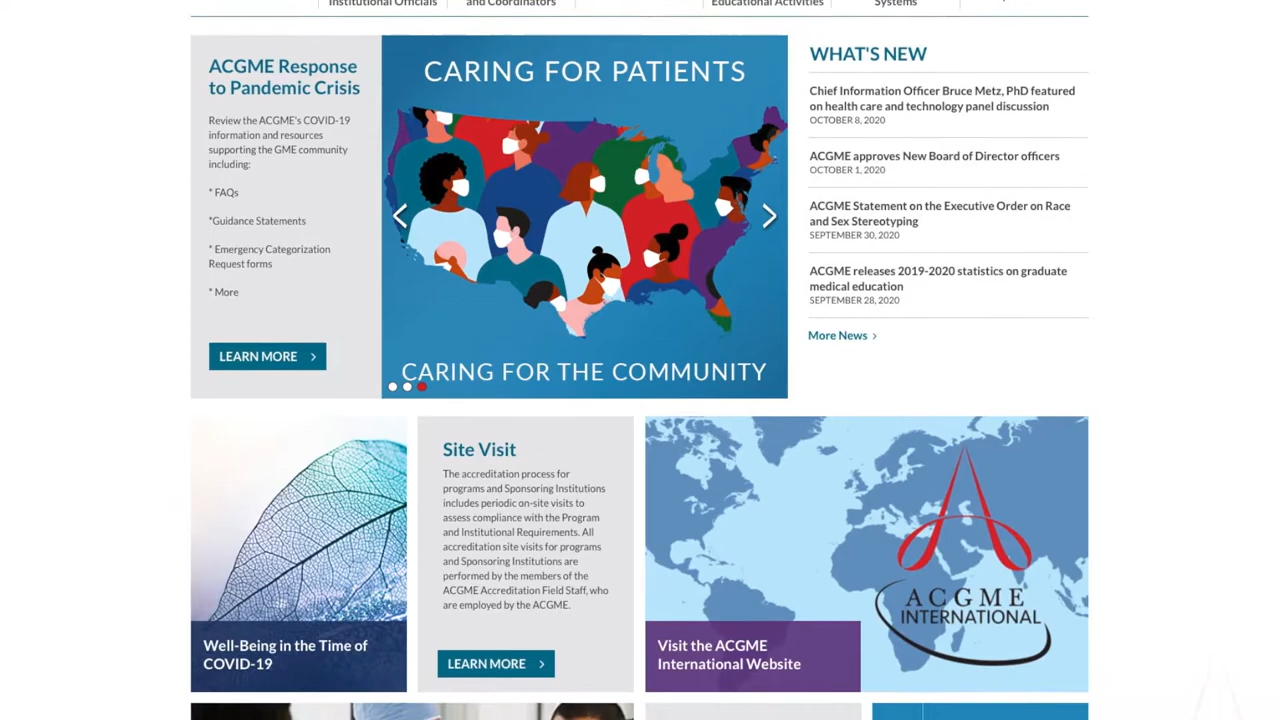 Institutional Officials
and Coordinators
Educational Activities
Systems
ACGME Response
to Pandemic Crisis
Review the ACGME's COVID-19
information and resources
supporting the GME community
including:
* FAQs
*Guidance Statements
* Emergency Categorization
Request forms
* More
LEARN MORE
CARING FOR PATIENTS
CARING FOR THE COMMUNITY
WHAT'S NEW
Chief Information Officer Bruce Metz, PhD featured
on health care and technology panel discussion
OCTOBER 8, 2020
ACGME approves New Board of Director officers
OCTOBER 1, 2020
ACGME Statement on the Executive Order on Race
and Sex Stereotyping
SEPTEMBER 30, 2020
ACGME releases 2019-2020 statistics on graduate
medical education
SEPTEMBER 28, 2020
More News
Well-Being in the Time of
COVID-19
Site Visit
The accreditation process for
programs and Sponsoring Institutions
includes periodic on-site visits to
assess compliance with the Program
and Institutional Requirements. All
accreditation site visits for programs
and Sponsoring Institutions are
performed by the members of the
ACGME Accreditation Field Staff, who
are employed by the ACGME.
LEARN MORE
Visit the ACGME
International Website
ACGME
INTERNATIONAL